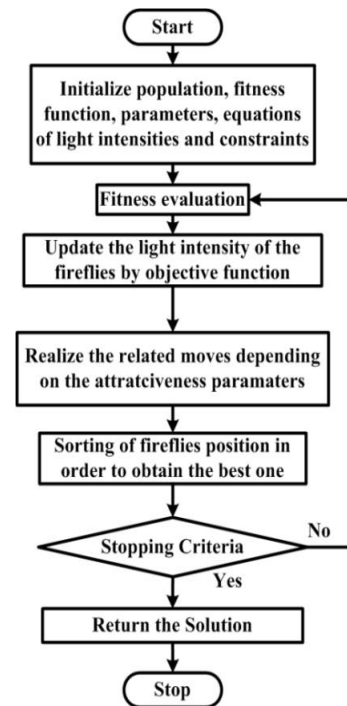 Start
Initialize population, fitness
function, parameters, equations
of light intensities and constraints
Fitness evaluation
Update the light intensity of the
fireflies by objective function
Realize the related moves depending
on the attratciveness paramaters
Sorting of fireflies position in
order to obtain the best one
Stopping Criteria
No
Yes
Return the Solution
Stop